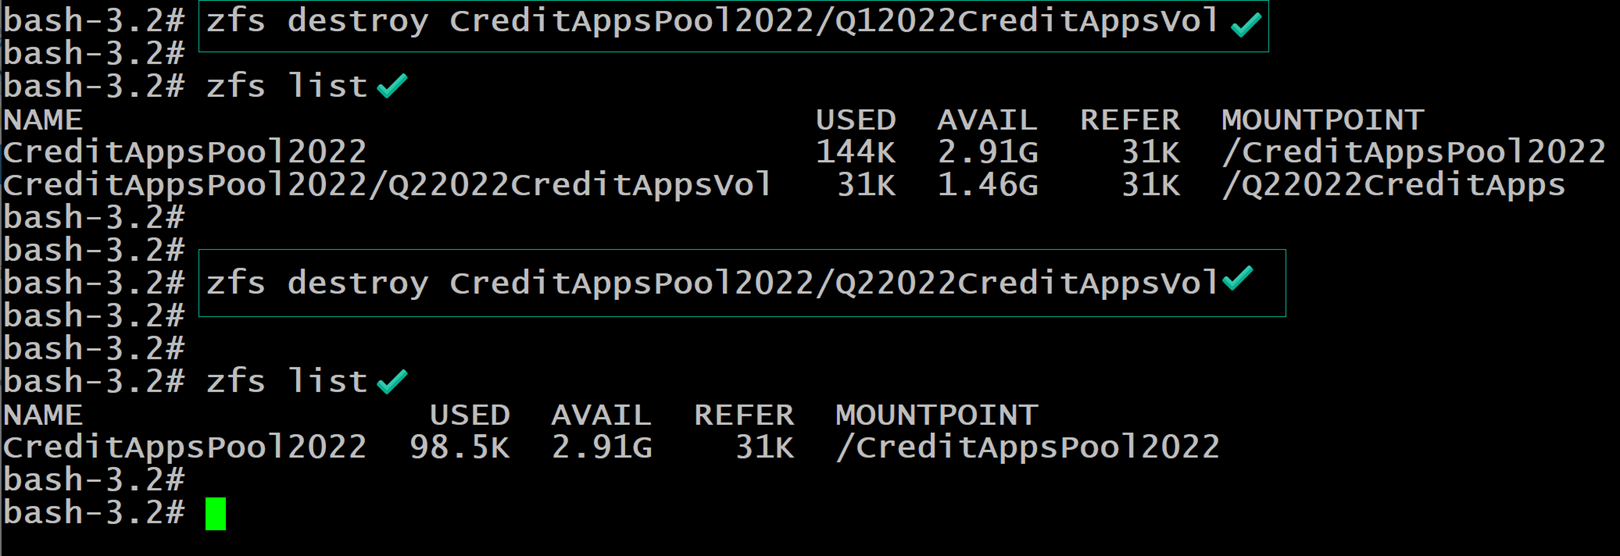 bash-3.2# zfs destroy CreditAppsPool2022/Q12022CreditAppsVol
bash-3.2#
bash-3.2# zfs list
NAME USED AVAIL REFER MOUNTPOINT
CreditAppsPool2022 144K 2.91G 31K /CreditAppsPool2022
CreditAppsPool2022/Q22022CreditAppsVol 31K 1.46G 31K /Q22022CreditApps
bash-3.2#
bash-3.2#
bash-3.2# zfs destroy CreditAppsPool2022/Q22022CreditAppsVol
bash-3.2#
bash-3.2#
bash-3.2# zfs list
NAME USED AVAIL REFER MOUNTPOINT
CreditAppsPool2022 98.5K 2.91G 31K /CreditAppsPool2022
bash-3.2#
bash-3.2#